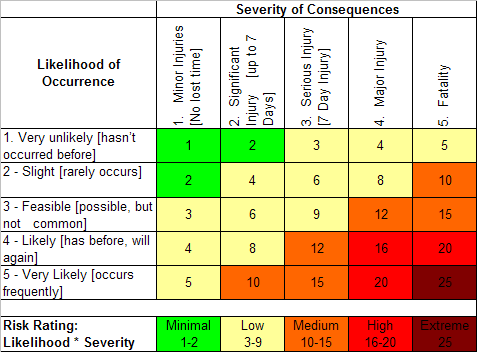 Severity of Consequences
Likelihood of
Occurrence
1. Minor Injuries
[No lost time]
2. Significant
Injury [up to 7
Days]
3. Serious Injury
[7 Day Injury]
4. Major Injury
5. Fatality
1. Very unlikely [hasn't
occurred before]
1 2 3 4 5
2 - Slight [rarely occurs]
2 4 6 8 10
3 - Feasible [possible, but
not common]
3 6 9 12 15
4 - Likely [has before, will
again]
4 8 12 16 20
5 - Very Likely [occurs
frequently]
5 10 15 20 25
Risk Rating:
Likelihood * Severity
Minimal
1-2
Low
3-9
Medium
10-15
High
16-20
Extreme
25